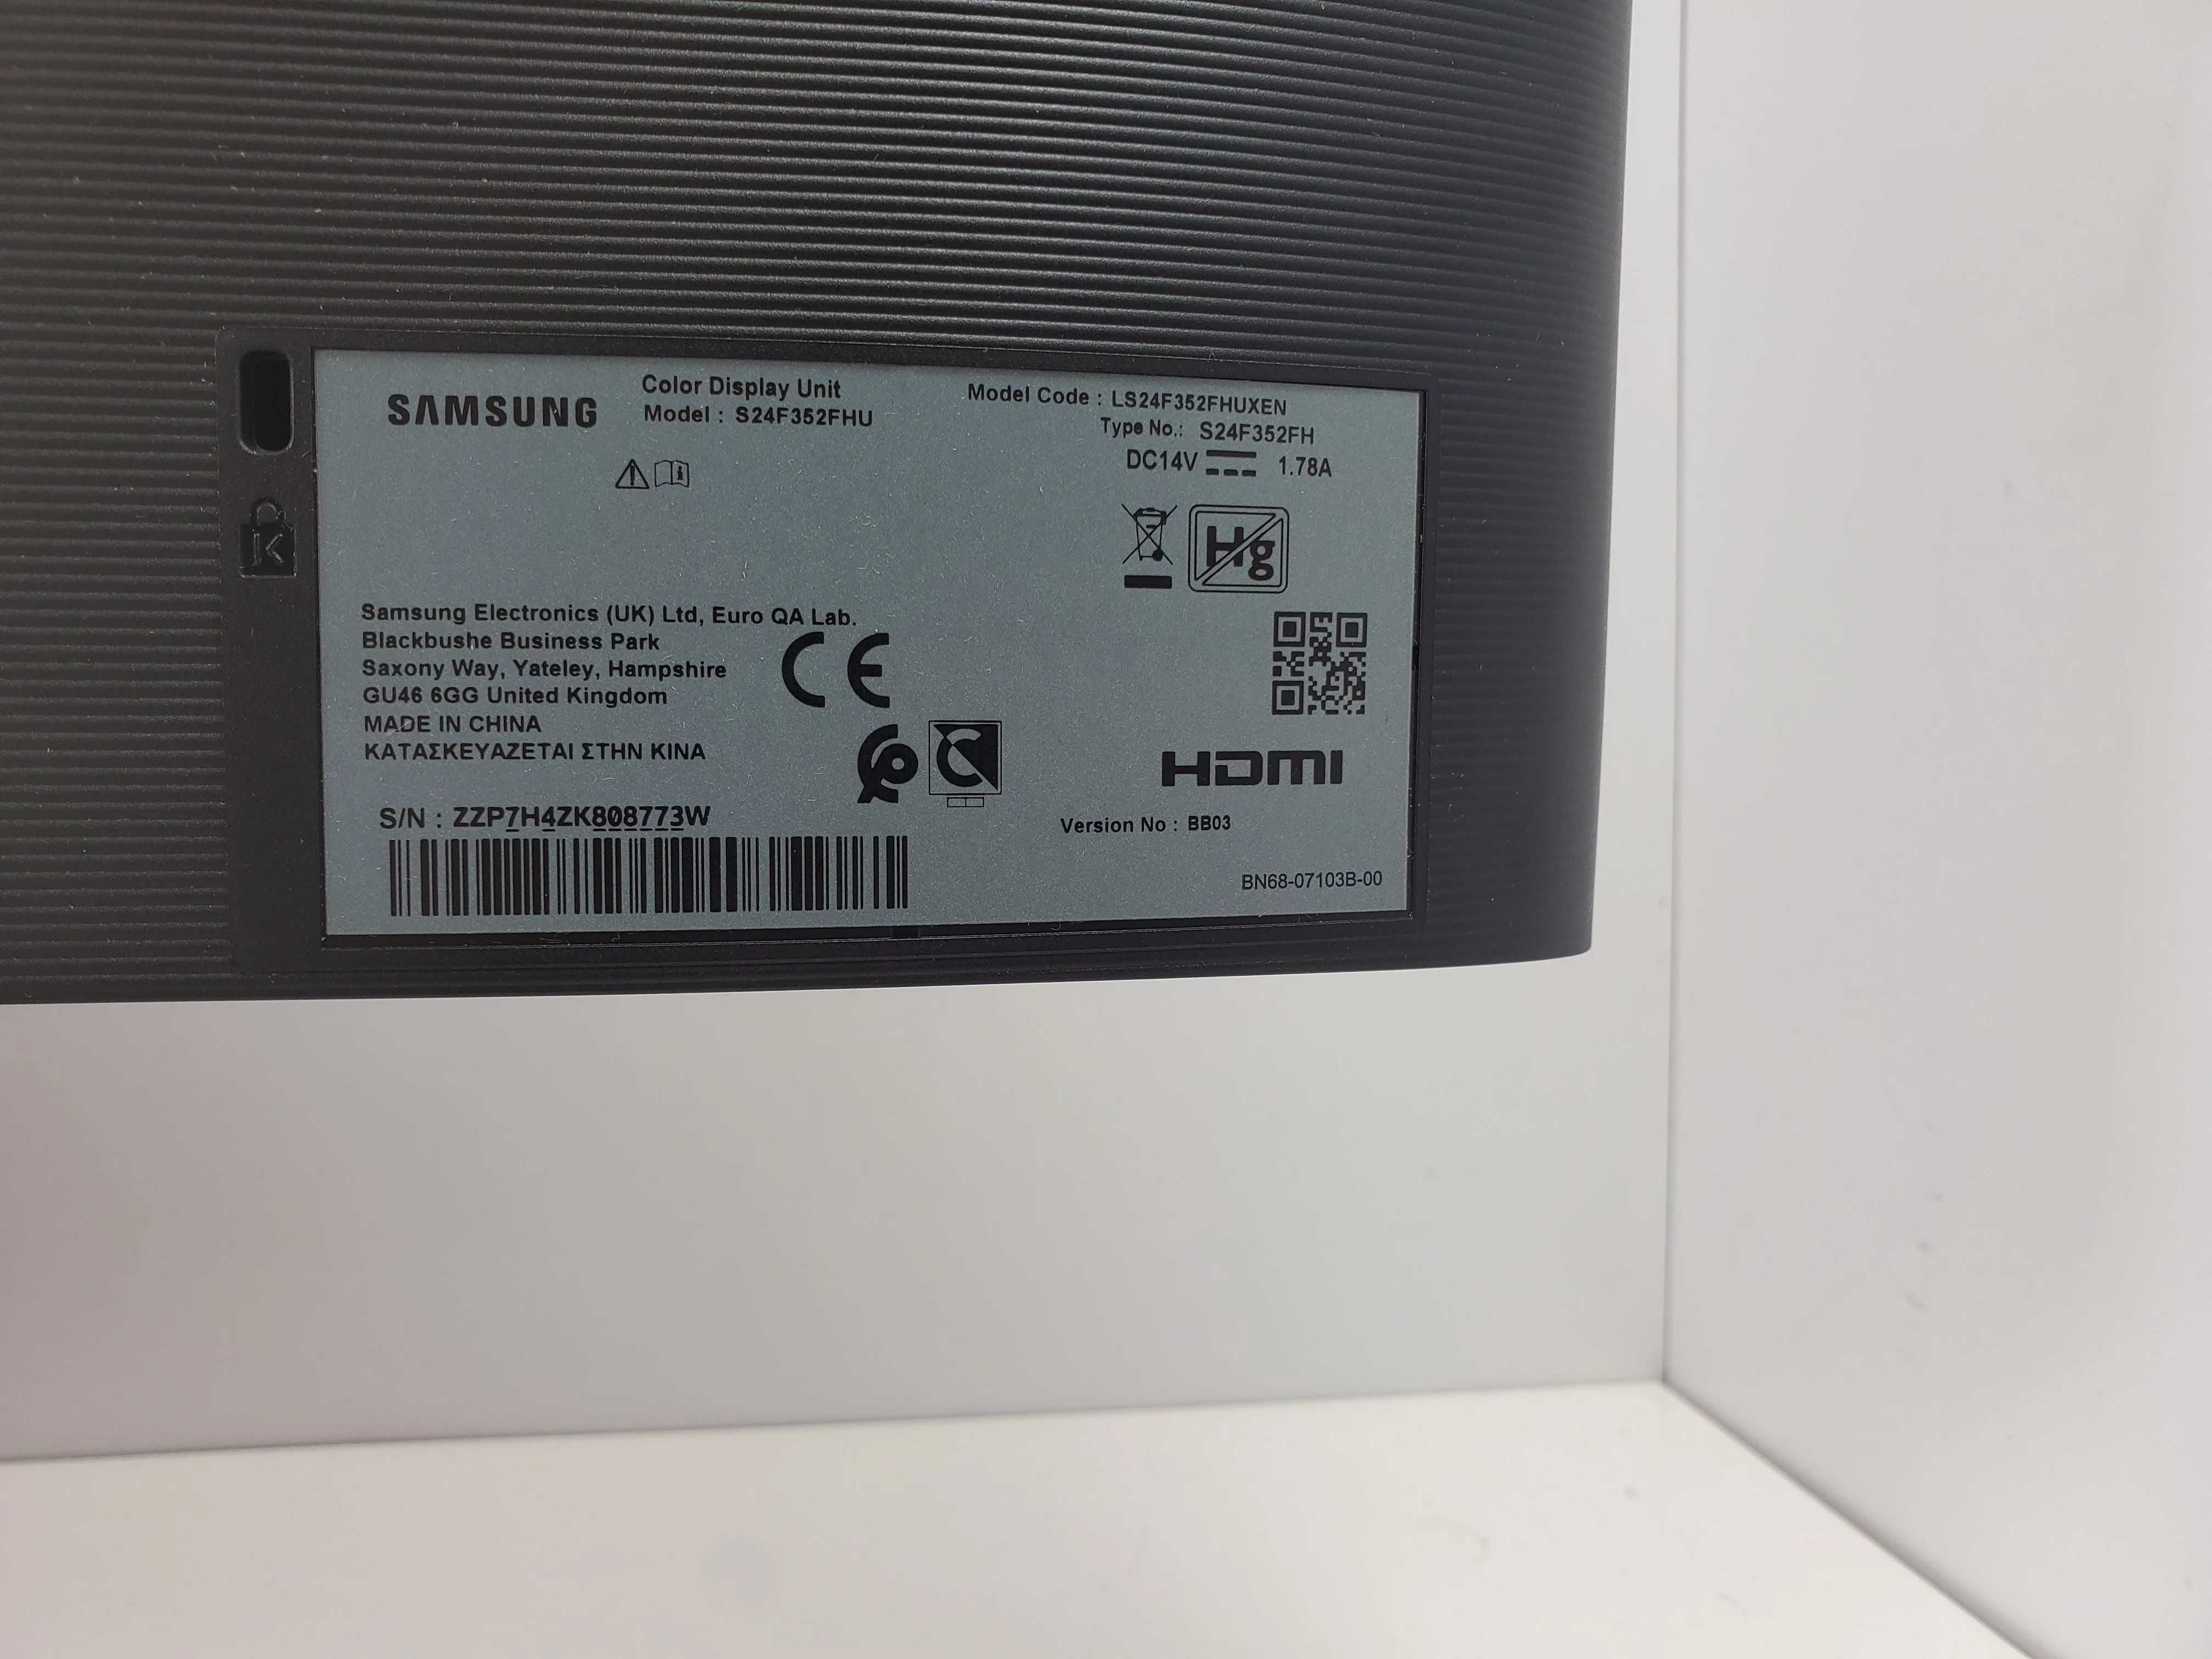 SAMSUNG
Color Display Unit
Model : S24F352FHU
Model Code : LS24F352FHUXEN
Type No.: S24F352FH
DC14V 1.78A
Hg
Samsung Electronics (UK) Ltd, Euro QA Lab.
Blackbushe Business Park
Saxony Way, Yateley, Hampshire
GU46 6GG United Kingdom
MADE IN CHINA
ΚΑΤΑΣΚΕΥΑΖΕΤΑΙ ΣΤΗΝ ΚΙΝΑ
CE
HDMI
S/N : ZZP7H4ZK808773W
Version No : BB03
BN68-07103B-00
K